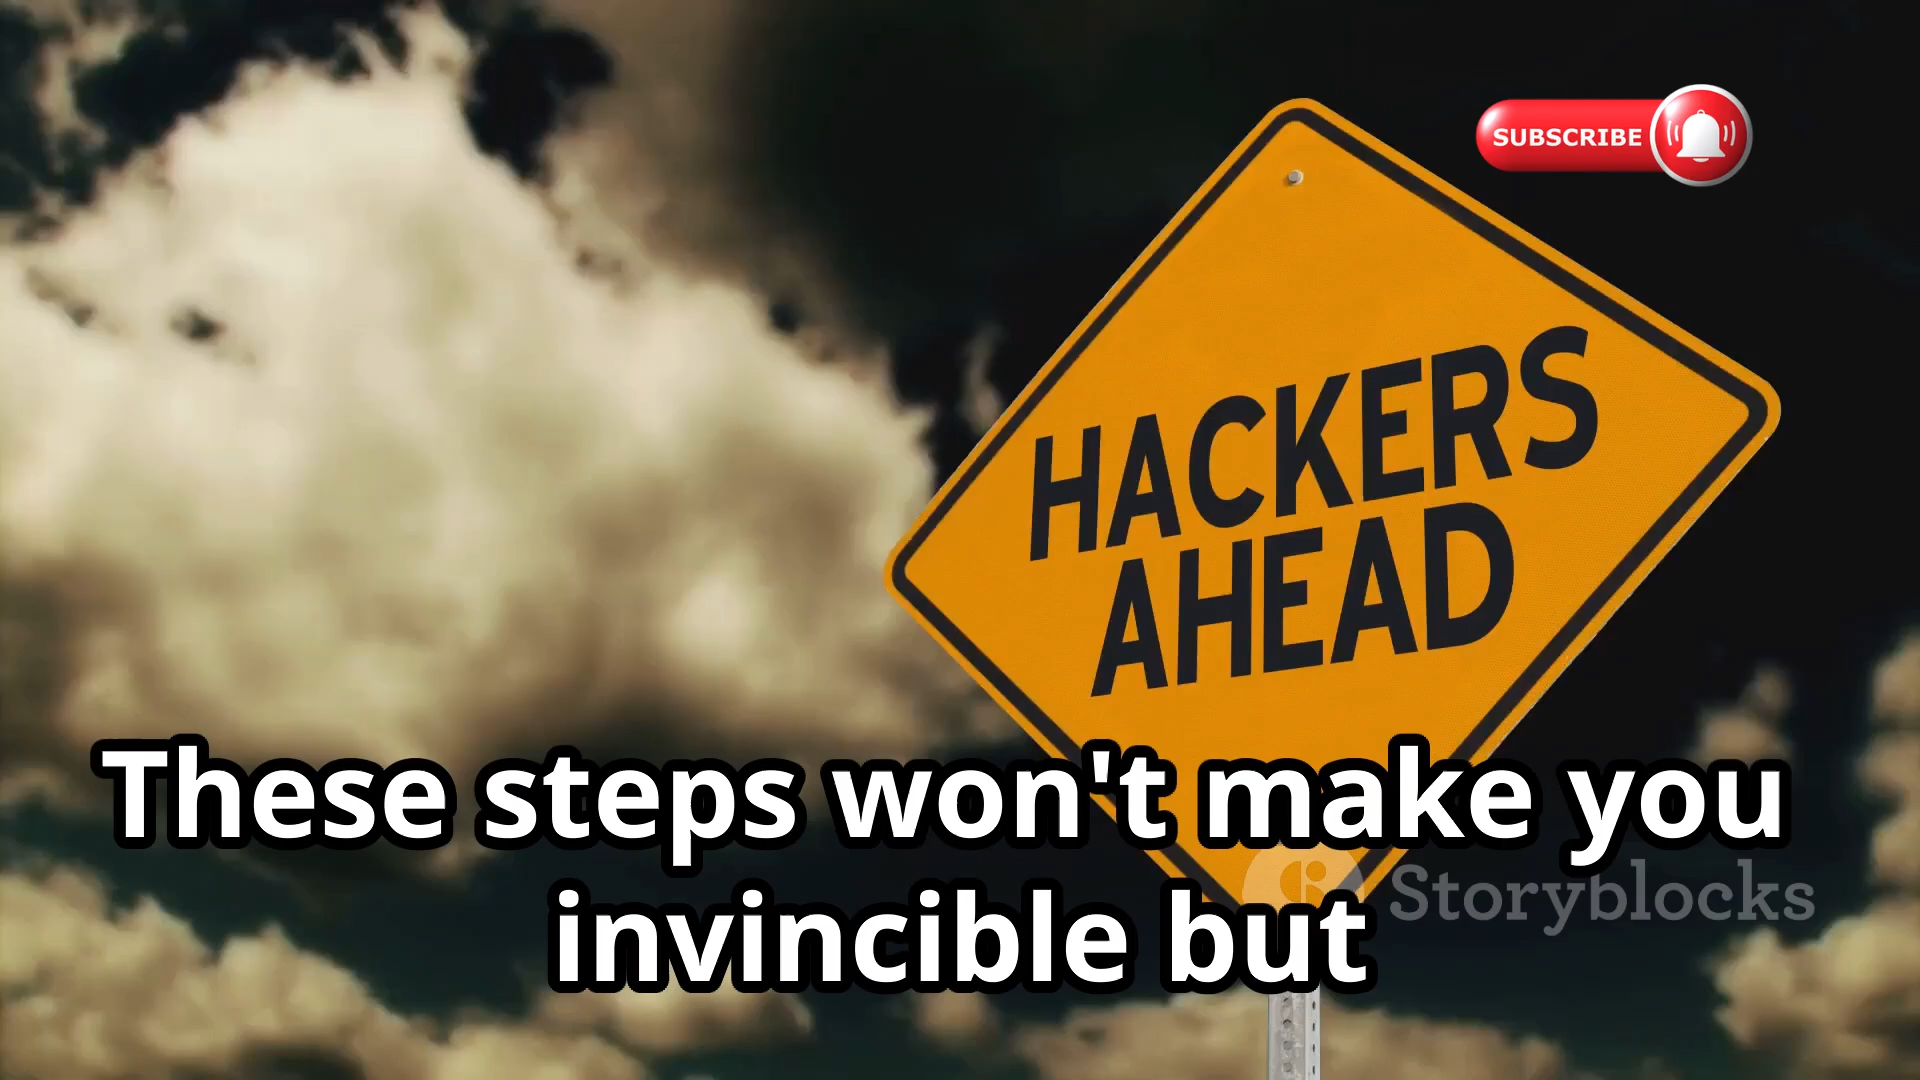 SUBSCRIBE
HACKERS
AHEAD
These steps won't make you
invincible but
Storyblocks